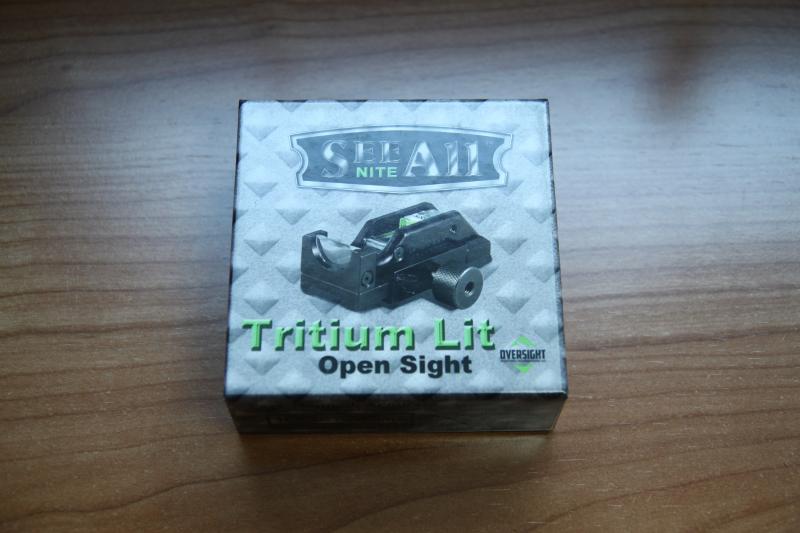 SEE All
NITE
Tritium Lit
Open Sight
OVERSIGHT